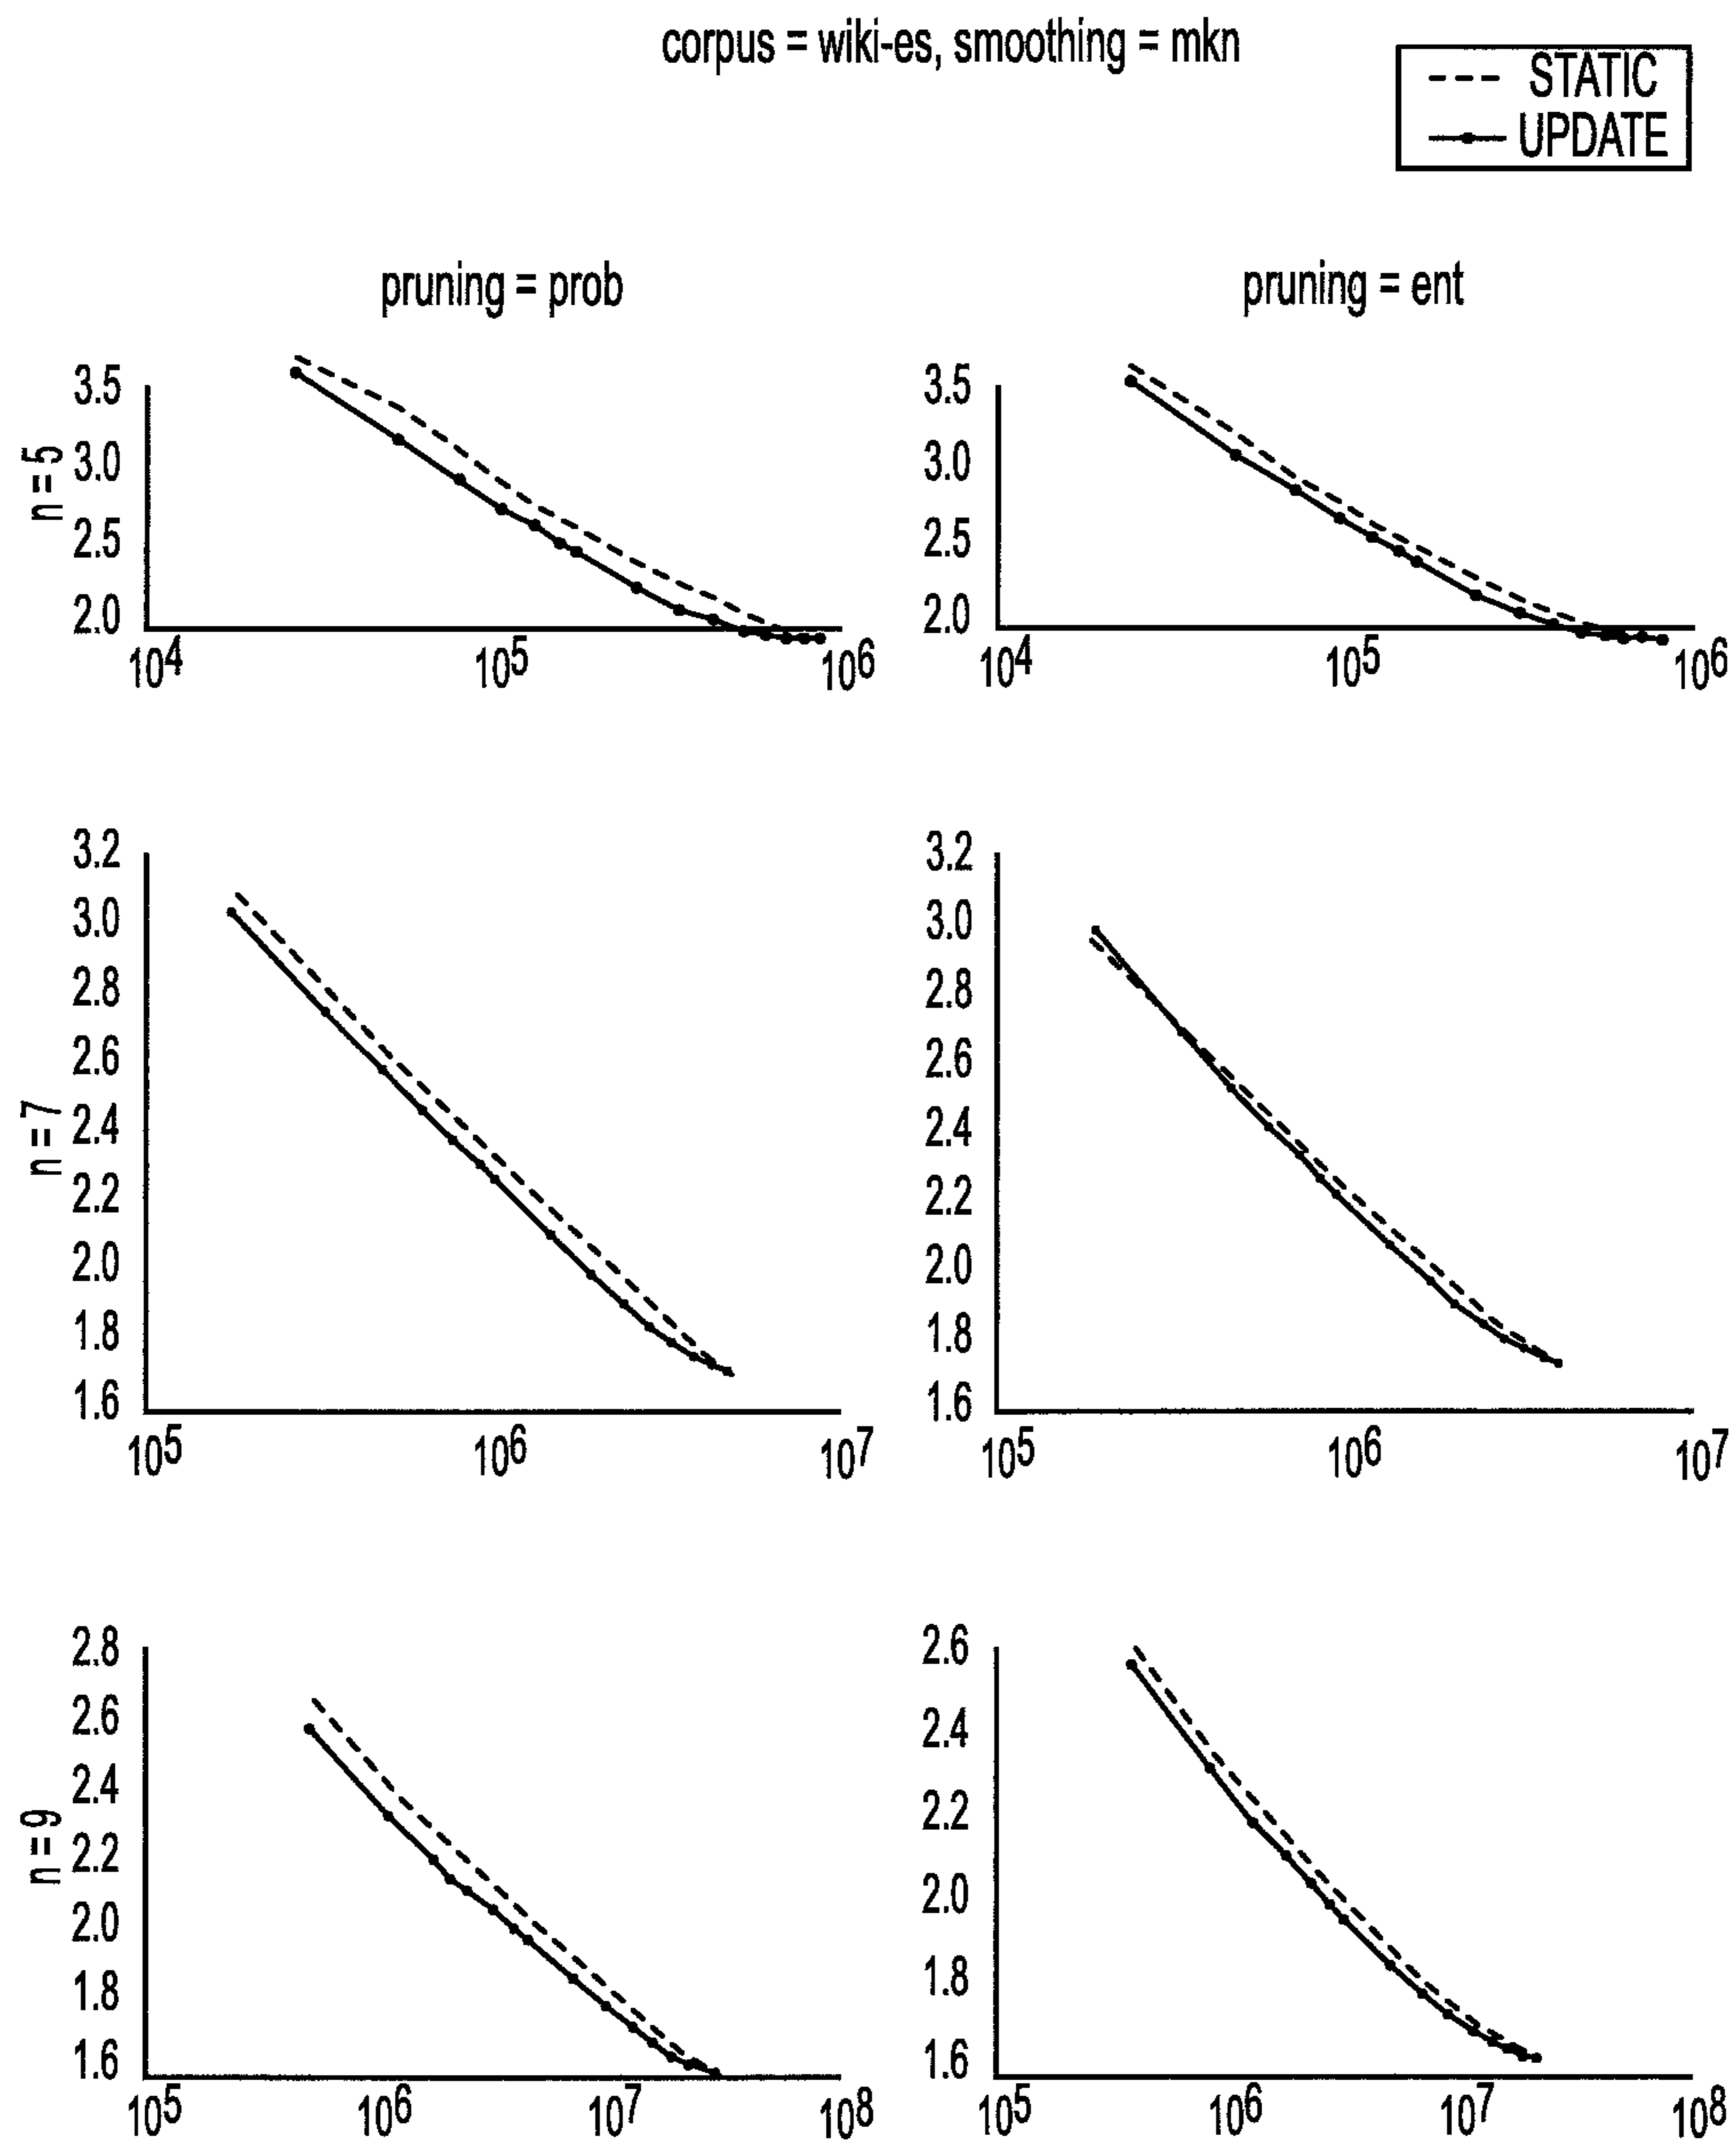 corpus = wiki-es, smoothing = mkn
STATIC
UPDATE
pruning = prob
pruning = ent
n = 5
3.5
3.0
2.5
2.0
10^4 10^5 10^6
3.5
3.0
2.5
2.0
10^4 10^5 10^6
n = 7
3.2
3.0
2.8
2.6
2.4
2.2
2.0
1.8
1.6
10^5 10^6 10^7
3.2
3.0
2.8
2.6
2.4
2.2
2.0
1.8
1.6
10^5 10^6 10^7
n = 9
2.8
2.6
2.4
2.2
2.0
1.8
1.6
10^5 10^6 10^7 10^8
2.6
2.4
2.2
2.0
1.8
1.6
10^5 10^6 10^7 10^8